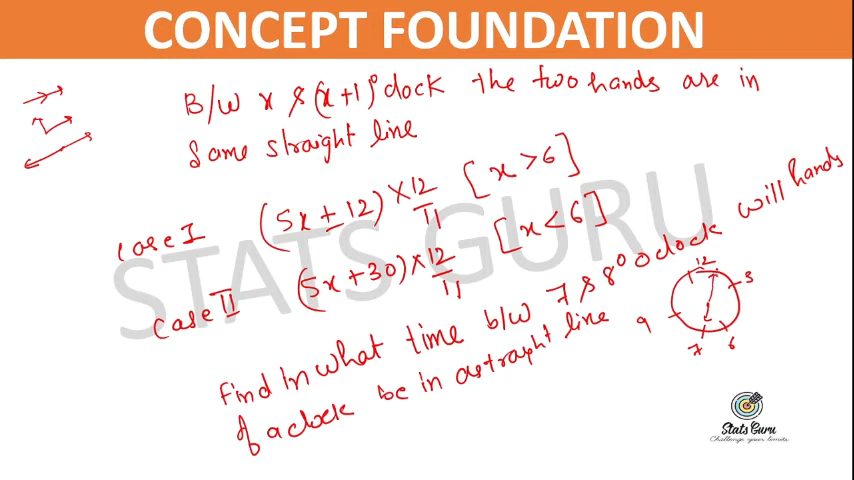 CONCEPT FOUNDATION
B/W x & (x+1)° clock the two hands are in
same straight line
case I (5x ± 12) × 12/11 [x > 6]
case II (5x + 30) × 12/11 [x < 6]
Find In what time b/w 7 & 8° oclock will hands
of a clock be in a straght line
12
3
9
7
6
STATS GURU
Stats Guru
Challenge your limits